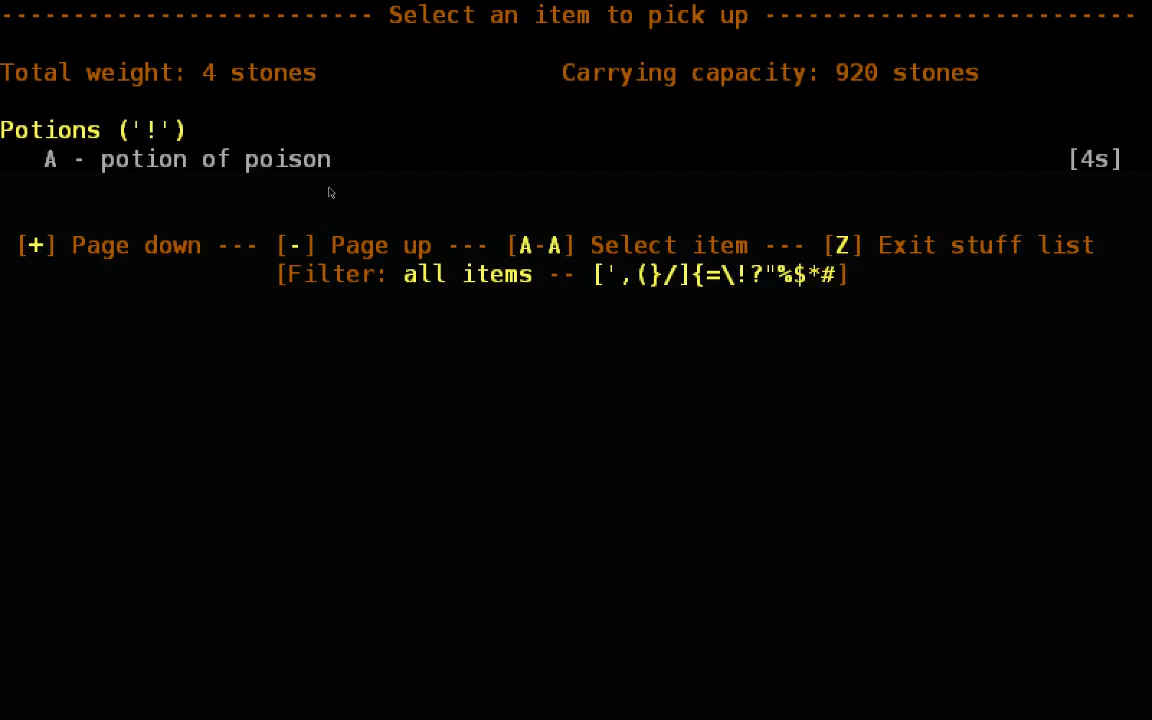 -------------------------- Select an item to pick up --------------------------
Total weight: 4 stones Carrying capacity: 920 stones
Potions ('!')
A - potion of poison [4s]
[+] Page down --- [-] Page up --- [A-A] Select item --- [Z] Exit stuff list
[Filter: all items -- [',(}/]{=\!?"%$*#]